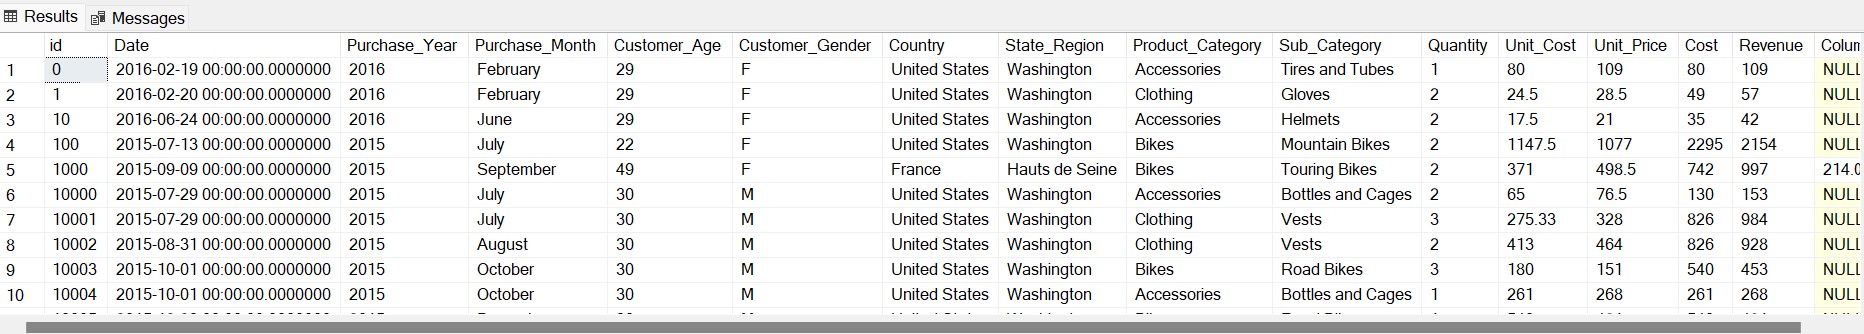 Results Messages
id Date Purchase_Year Purchase_Month Customer_Age Customer_Gender Country State_Region Product_Category Sub_Category Quantity Unit_Cost Unit_Price Cost Revenue Colum
1 0 2016-02-19 00:00:00.0000000 2016 February 29 F United States Washington Accessories Tires and Tubes 1 80 109 80 109 NULL
2 1 2016-02-20 00:00:00.0000000 2016 February 29 F United States Washington Clothing Gloves 2 24.5 28.5 49 57 NULL
3 10 2016-06-24 00:00:00.0000000 2016 June 29 F United States Washington Accessories Helmets 2 17.5 21 35 42 NULL
4 100 2015-07-13 00:00:00.0000000 2015 July 22 F United States Washington Bikes Mountain Bikes 2 1147.5 1077 2295 2154 NULL
5 1000 2015-09-09 00:00:00.0000000 2015 September 49 F France Hauts de Seine Bikes Touring Bikes 2 371 498.5 742 997 214.0
6 10000 2015-07-29 00:00:00.0000000 2015 July 30 M United States Washington Accessories Bottles and Cages 2 65 76.5 130 153 NULL
7 10001 2015-07-29 00:00:00.0000000 2015 July 30 M United States Washington Clothing Vests 3 275.33 328 826 984 NULL
8 10002 2015-08-31 00:00:00.0000000 2015 August 30 M United States Washington Clothing Vests 2 413 464 826 928 NULL
9 10003 2015-10-01 00:00:00.0000000 2015 October 30 M United States Washington Bikes Road Bikes 3 180 151 540 453 NULL
10 10004 2015-10-01 00:00:00.0000000 2015 October 30 M United States Washington Accessories Bottles and Cages 1 261 268 261 268 NULL